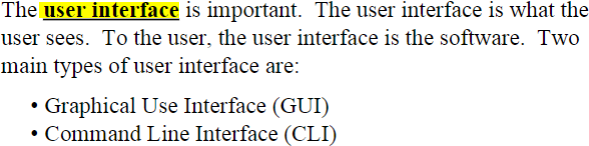 The user interface is important.  The user interface is what the
user sees.  To the user, the user interface is the software.  Two
main types of user interface are:
• Graphical Use Interface (GUI)
• Command Line Interface (CLI)